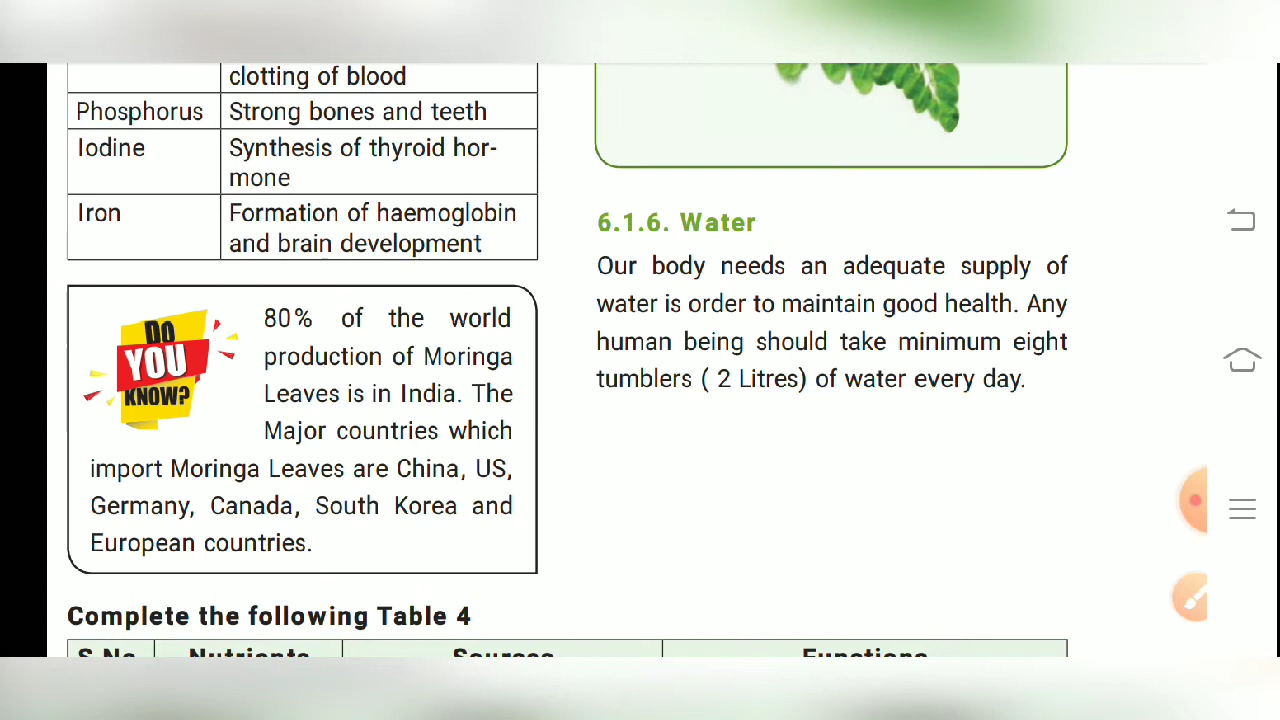 clotting of blood
Phosphorus Strong bones and teeth
Iodine Synthesis of thyroid hor-
mone
Iron Formation of haemoglobin
and brain development
DO
YOU
KNOW?
80% of the world
production of Moringa
Leaves is in India. The
Major countries which
import Moringa Leaves are China, US,
Germany, Canada, South Korea and
European countries.
6.1.6. Water
Our body needs an adequate supply of
water is order to maintain good health. Any
human being should take minimum eight
tumblers ( 2 Litres) of water every day.
Complete the following Table 4
S.No Nutrients Sources Functions